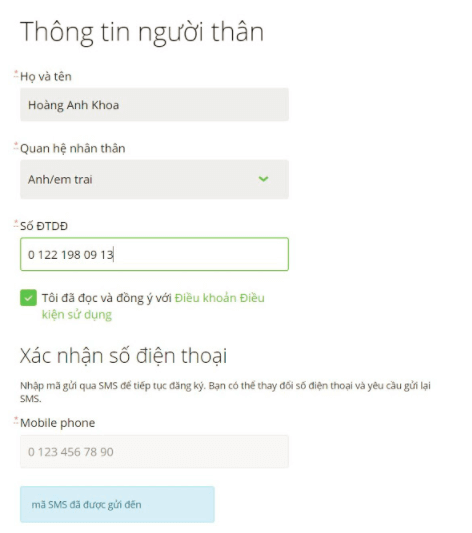 Thông tin người thân
*Họ và tên
Hoàng Anh Khoa
*Quan hệ nhân thân
Anh/em trai
*Số ĐTDĐ
0 122 198 09 13
Tôi đã đọc và đồng ý với Điều khoản Điều
kiện sử dụng
Xác nhận số điện thoại
Nhập mã gửi qua SMS để tiếp tục đăng ký. Bạn có thể thay đổi số điện thoại và yêu cầu gửi lại
SMS.
*Mobile phone
0 123 456 78 90
mã SMS đã được gửi đến